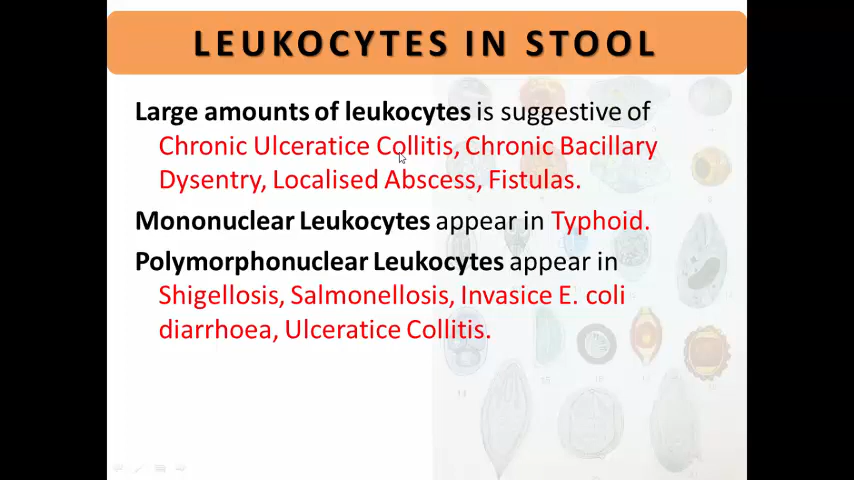 LEUKOCYTES IN STOOL
Large amounts of leukocytes is suggestive of
Chronic Ulceratice Collitis, Chronic Bacillary
Dysentry, Localised Abscess, Fistulas.
Mononuclear Leukocytes appear in Typhoid.
Polymorphonuclear Leukocytes appear in
Shigellosis, Salmonellosis, Invasice E. coli
diarrhoea, Ulceratice Collitis.